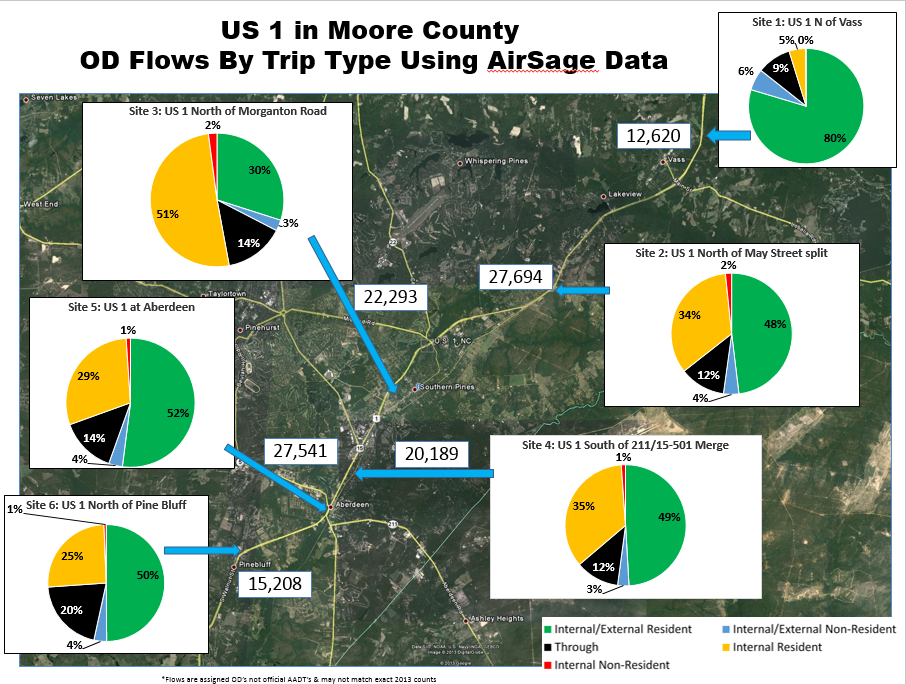 US 1 in Moore County
OD Flows By Trip Type Using AirSage Data
Site 1: US 1 N of Vass
5% 0%
6%
9%
80%
12,620
Site 3: US 1 North of Morganton Road
2%
30%
3%
14%
51%
22,293
Site 2: US 1 North of May Street split
2%
48%
34%
12%
4%
27,694
Site 5: US 1 at Aberdeen
1%
29%
52%
14%
4%
27,541
Site 4: US 1 South of 211/15-501 Merge
1%
35%
49%
12%
3%
20,189
Site 6: US 1 North of Pine Bluff
1%
25%
50%
20%
4%
15,208
Seven Lakes
West End
Whispering Pines
Vass
Lakeview
Taylortown
Pinehurst
U.S. 1, NC
Southern Pines
1
Aberdeen
211
Pinebluff
Ashley Heights
Internal/External Resident
Internal/External Non-Resident
Through
Internal Resident
Internal Non-Resident
*Flows are assigned OD's not official AADT's & may not match exact 2013 counts